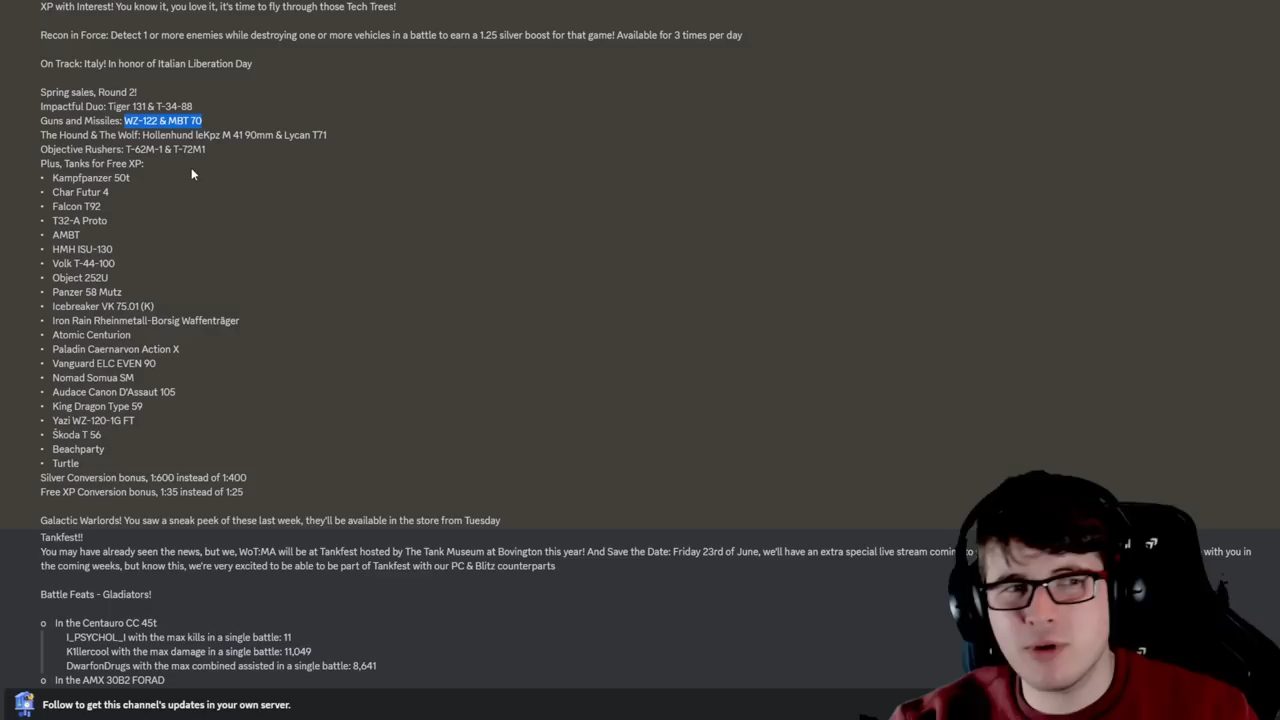 XP with Interest! You know it, you love it, it's time to fly through those Tech Trees!
Recon in Force: Detect 1 or more enemies while destroying one or more vehicles in a battle to earn a 1.25 silver boost for that game! Available for 3 times per day
On Track: Italy! In honor of Italian Liberation Day
Spring sales, Round 2!
Impactful Duo: Tiger 131 & T-34-88
Guns and Missiles: WZ-122 & MBT 70
The Hound & The Wolf: Hollenhund leKpz M 41 90mm & Lycan T71
Objective Rushers: T-62M-1 & T-72M1
Plus, Tanks for Free XP:
• Kampfpanzer 50t
• Char Futur 4
• Falcon T92
• T32-A Proto
• AMBT
• HMH ISU-130
• Volk T-44-100
• Object 252U
• Panzer 58 Mutz
• Icebreaker VK 75.01 (K)
• Iron Rain Rheinmetall-Borsig Waffenträger
• Atomic Centurion
• Paladin Caernarvon Action X
• Vanguard ELC EVEN 90
• Nomad Somua SM
• Audace Canon D'Assaut 105
• King Dragon Type 59
• Yazi WZ-120-1G FT
• Škoda T 56
• Beachparty
• Turtle
Silver Conversion bonus, 1:600 instead of 1:400
Free XP Conversion bonus, 1:35 instead of 1:25
Galactic Warlords! You saw a sneak peek of these last week, they'll be available in the store from Tuesday
Tankfest!!
You may have already seen the news, but we, WoT:MA will be at Tankfest hosted by The Tank Museum at Bovington this year! And Save the Date: Friday 23rd of June, we'll have an extra special live stream coming to with you in
the coming weeks, but know this, we're very excited to be able to be part of Tankfest with our PC & Blitz counterparts
Battle Feats - Gladiators!
o In the Centauro CC 45t
I_PSYCHOL_I with the max kills in a single battle: 11
K1llercool with the max damage in a single battle: 11,049
DwarfonDrugs with the max combined assisted in a single battle: 8,641
o In the AMX 30B2 FORAD
Follow to get this channel's updates in your own server.